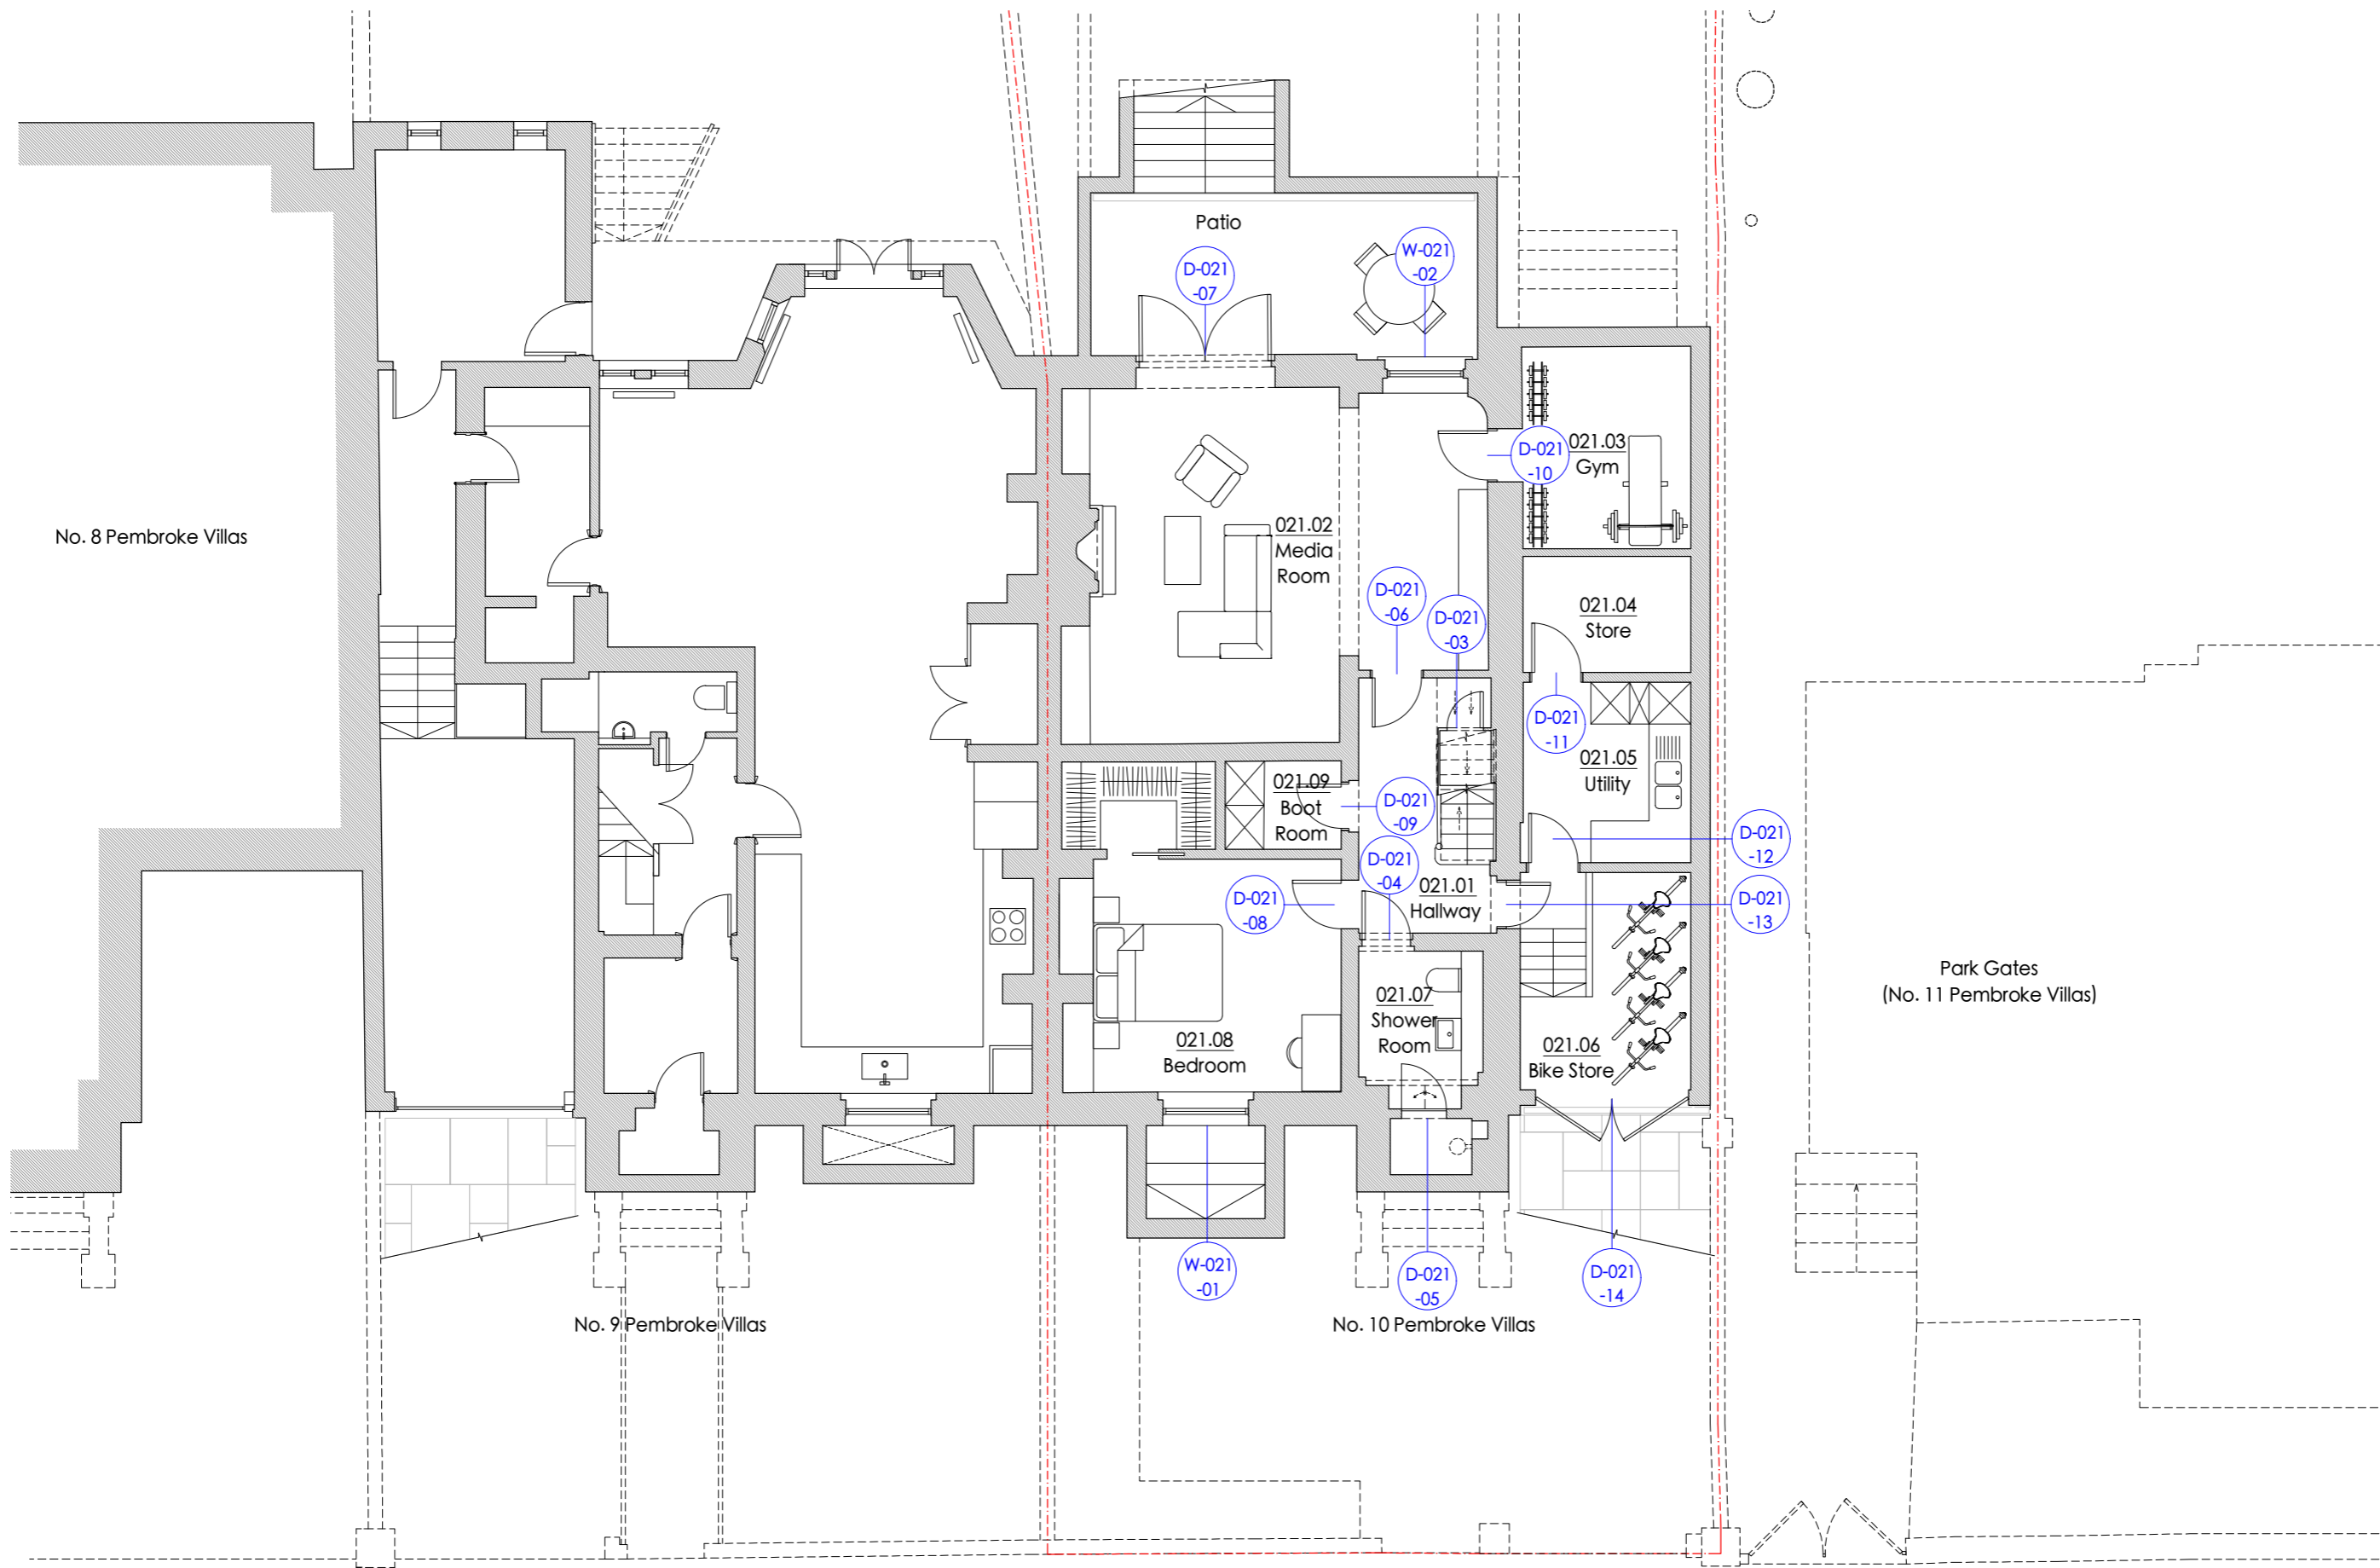 Patio
W-021
-02
D-021
-07
021.03
Gym
D-021
-10
No. 8 Pembroke Villas
021.02
Media
Room
D-021
-06
D-021
-03
021.04
Store
D-021
-11
021.05
Utility
021.09
Boot
Room
D-021
-09
D-021
-12
D-021
-04
D-021
-08
021.01
Hallway
D-021
-13
Park Gates
(No. 11 Pembroke Villas)
021.07
Shower
Room
021.08
Bedroom
021.06
Bike Store
W-021
-01
D-021
-05
D-021
-14
No. 9 Pembroke Villas
No. 10 Pembroke Villas